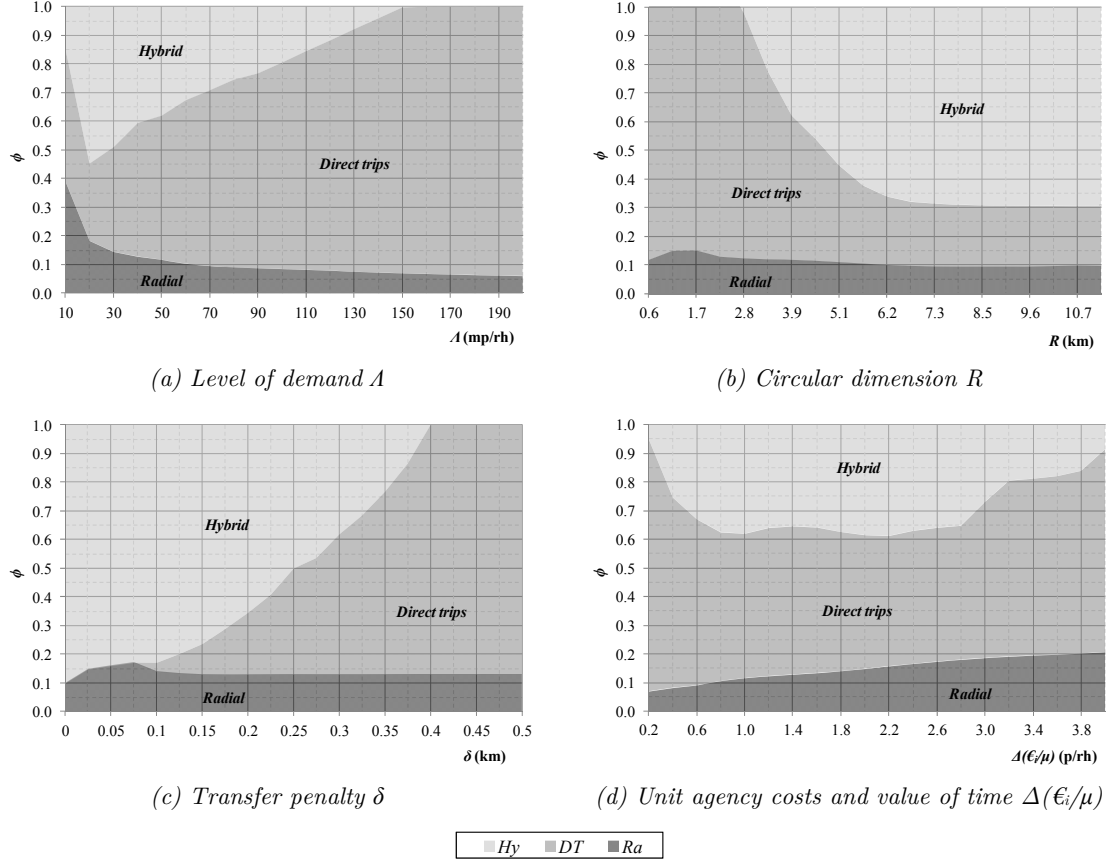 1.0
0.9
0.8
0.7
0.6
0.5
0.4
0.3
0.2
0.1
0.0
ϕ
Hybrid
Direct trips
Radial
10 30 50 70 90 110 130 150 170 190
Λ (mp/rh)
(a) Level of demand Λ
1.0
0.9
0.8
0.7
0.6
0.5
0.4
0.3
0.2
0.1
0.0
ϕ
Hybrid
Direct trips
Radial
0.6 1.7 2.8 3.9 5.1 6.2 7.3 8.5 9.6 10.7
R (km)
(b) Circular dimension R
1.0
0.9
0.8
0.7
0.6
0.5
0.4
0.3
0.2
0.1
0.0
ϕ
Hybrid
Direct trips
Radial
0 0.05 0.1 0.15 0.2 0.25 0.3 0.35 0.4 0.45 0.5
δ (km)
(c) Transfer penalty δ
1.0
0.9
0.8
0.7
0.6
0.5
0.4
0.3
0.2
0.1
0.0
ϕ
Hybrid
Direct trips
Radial
0.2 0.6 1.0 1.4 1.8 2.2 2.6 3.0 3.4 3.8
Δ(€i/μ) (p/rh)
(d) Unit agency costs and value of time Δ(€i/μ)
Hy DT Ra